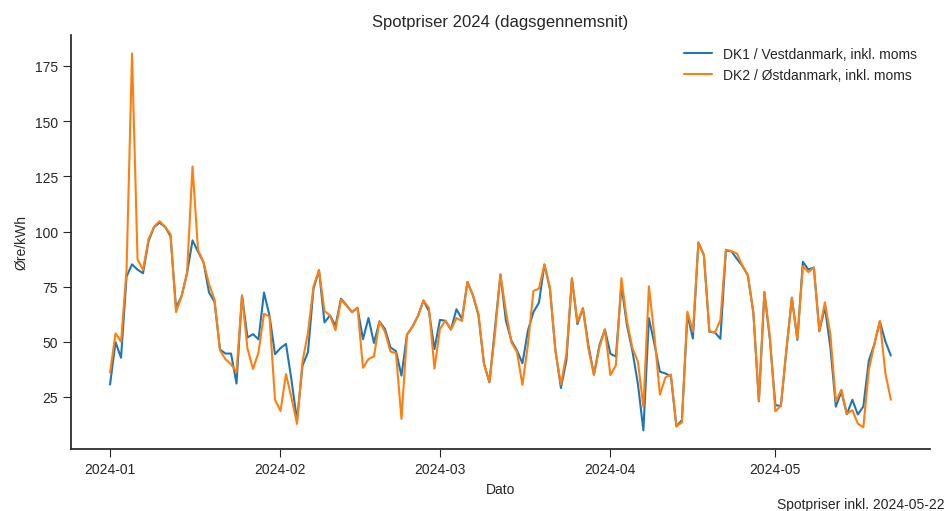 Spotpriser 2024 (dagsgennemsnit)
DK1 / Vestdanmark, inkl. moms
DK2 / Østdanmark, inkl. moms
Øre/kWh
175
150
125
100
75
50
25
2024-01
2024-02
2024-03
2024-04
2024-05
Dato
Spotpriser inkl. 2024-05-22